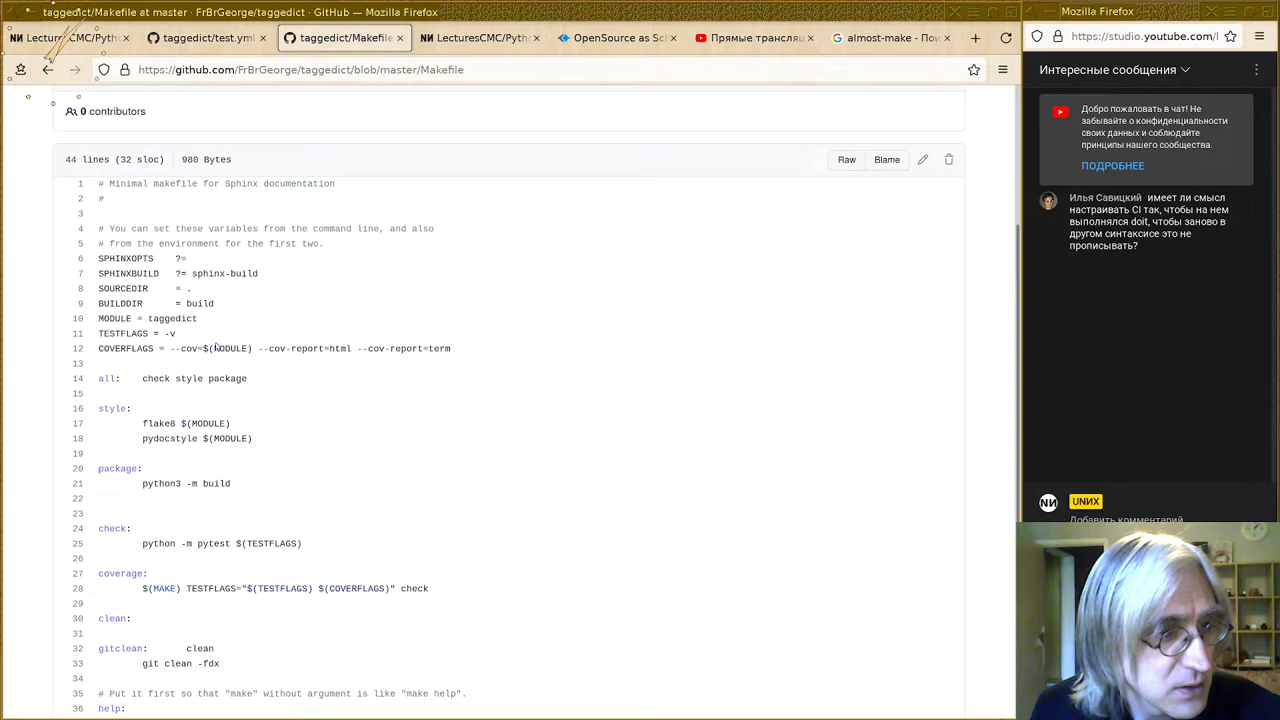 taggedict/Makefile at master · FrBrGeorge/taggedict · GitHub — Mozilla Firefox
Mozilla Firefox
LecturesCMC/Python
taggedict/test.yml
taggedict/Makefile
LecturesCMC/Python
OpenSource as Sc
Прямые трансляц
almost-make - Пои
https://github.com/FrBrGeorge/taggedict/blob/master/Makefile
https://studio.youtube.com/l
Интересные сообщения
0 contributors
Добро пожаловать в чат! Не
забывайте о конфиденциальности
своих данных и соблюдайте
принципы нашего сообщества.
ПОДРОБНЕЕ
Илья Савицкий имеет ли смысл
настраивать CI так, чтобы на нем
выполнялся doit, чтобы заново в
другом синтаксисе это не
прописывать?
UNИX
Добавить комментарий
44 lines (32 sloc) 980 Bytes
Raw Blame
1 # Minimal makefile for Sphinx documentation
2 #
3
4 # You can set these variables from the command line, and also
5 # from the environment for the first two.
6 SPHINXOPTS ?=
7 SPHINXBUILD ?= sphinx-build
8 SOURCEDIR = .
9 BUILDDIR = build
10 MODULE = taggedict
11 TESTFLAGS = -v
12 COVERFLAGS = --cov=$(MODULE) --cov-report=html --cov-report=term
13
14 all: check style package
15
16 style:
17 flake8 $(MODULE)
18 pydocstyle $(MODULE)
19
20 package:
21 python3 -m build
22
23
24 check:
25 python -m pytest $(TESTFLAGS)
26
27 coverage:
28 $(MAKE) TESTFLAGS="$(TESTFLAGS) $(COVERFLAGS)" check
29
30 clean:
31
32 gitclean: clean
33 git clean -fdx
34
35 # Put it first so that "make" without argument is like "make help".
36 help: